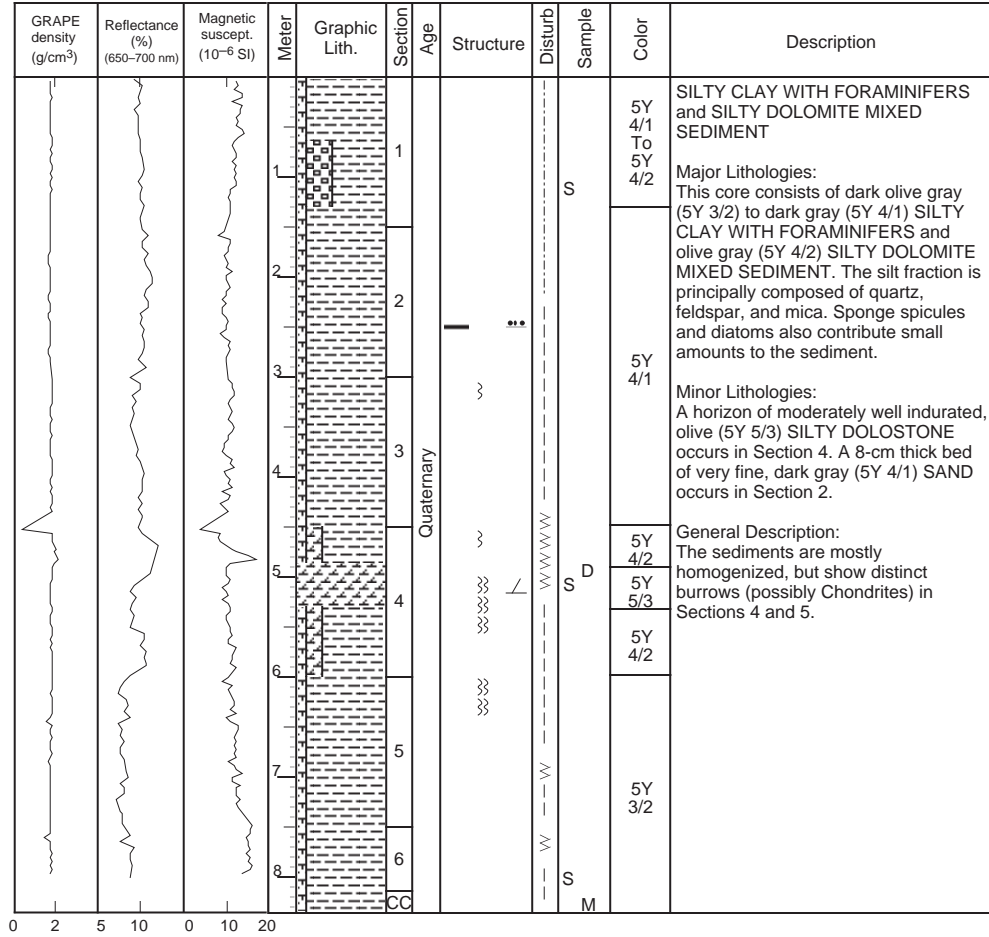 GRAPE
density
(g/cm3)
Reflectance
(%)
(650–700 nm)
Magnetic
suscept.
(10–6 SI)
Meter
Graphic
Lith.
Section
Age
Structure
Disturb
Sample
Color
Description
1
2
3
4
5
6
7
8
1
2
3
4
5
6
CC
Quaternary
S
D
S
S
M
5Y
4/1
To
5Y
4/2
5Y
4/1
5Y
4/2
5Y
5/3
5Y
4/2
5Y
3/2
SILTY CLAY WITH FORAMINIFERS
and SILTY DOLOMITE MIXED
SEDIMENT
Major Lithologies:
This core consists of dark olive gray
(5Y 3/2) to dark gray (5Y 4/1) SILTY
CLAY WITH FORAMINIFERS and
olive gray (5Y 4/2) SILTY DOLOMITE
MIXED SEDIMENT. The silt fraction is
principally composed of quartz,
feldspar, and mica. Sponge spicules
and diatoms also contribute small
amounts to the sediment.
Minor Lithologies:
A horizon of moderately well indurated,
olive (5Y 5/3) SILTY DOLOSTONE
occurs in Section 4. A 8-cm thick bed
of very fine, dark gray (5Y 4/1) SAND
occurs in Section 2.
General Description:
The sediments are mostly
homogenized, but show distinct
burrows (possibly Chondrites) in
Sections 4 and 5.
0 2 5 10 0 10 20